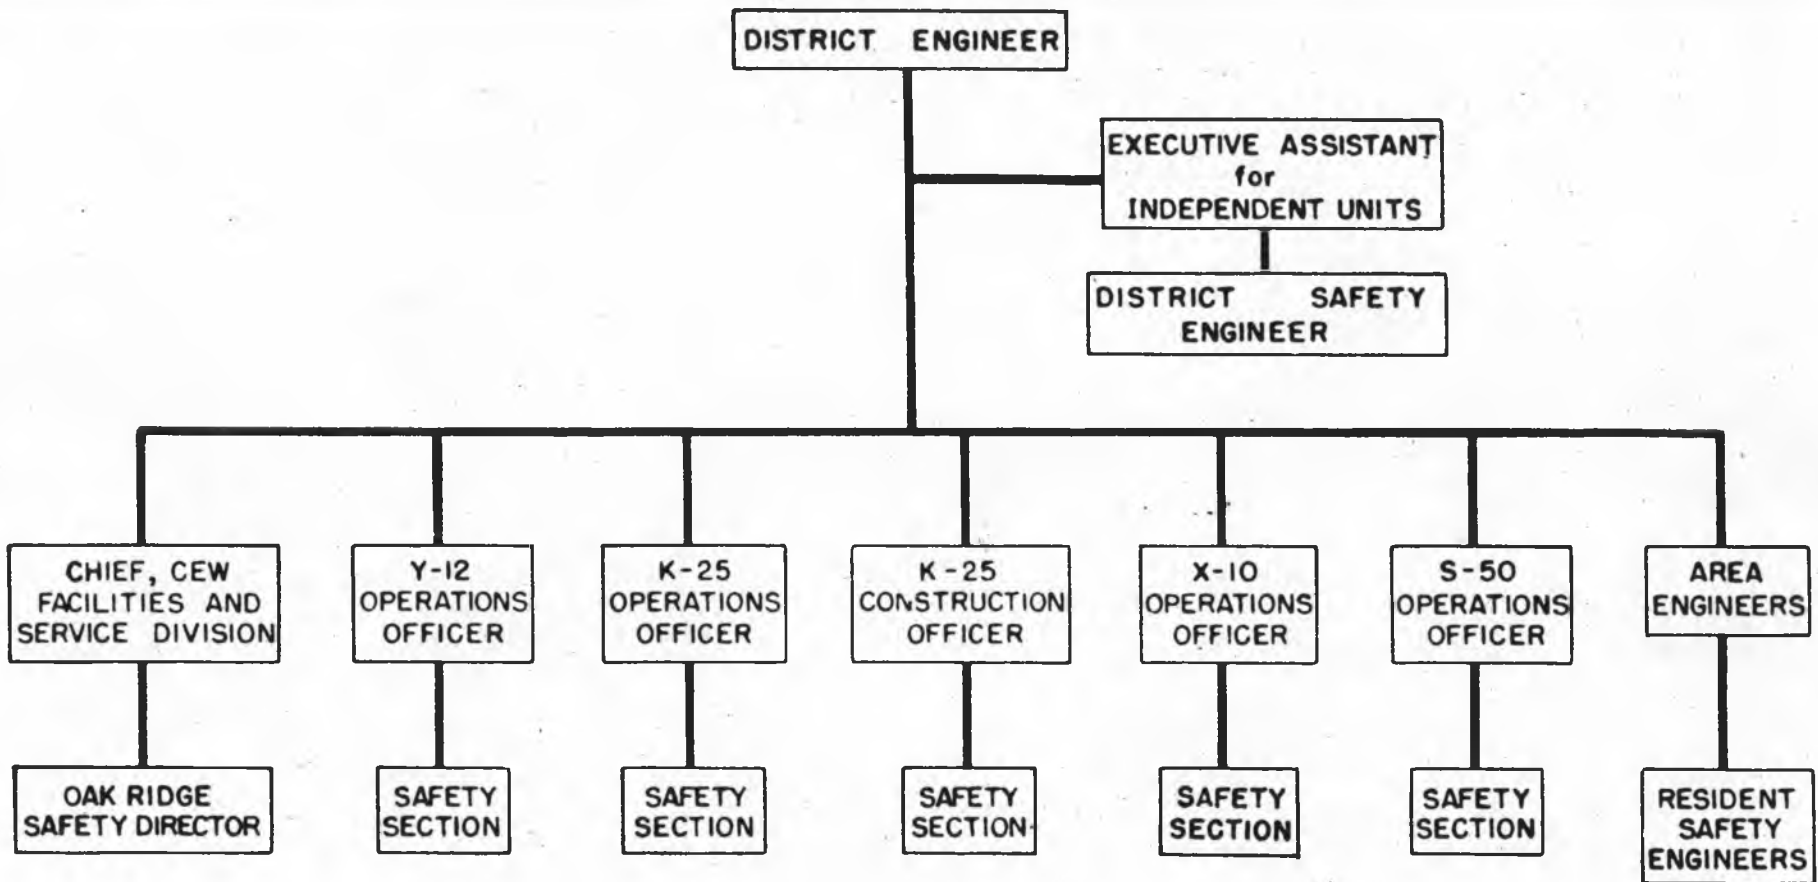 DISTRICT ENGINEER
EXECUTIVE ASSISTANT
for
INDEPENDENT UNITS
DISTRICT SAFETY
ENGINEER
CHIEF, CEW
FACILITIES AND
SERVICE DIVISION
Y-12
OPERATIONS
OFFICER
K-25
OPERATIONS
OFFICER
K-25
CONSTRUCTION
OFFICER
X-10
OPERATIONS
OFFICER
S-50
OPERATIONS
OFFICER
AREA
ENGINEERS
OAK RIDGE
SAFETY DIRECTOR
SAFETY
SECTION
SAFETY
SECTION
SAFETY
SECTION
SAFETY
SECTION
SAFETY
SECTION
RESIDENT
SAFETY
ENGINEERS